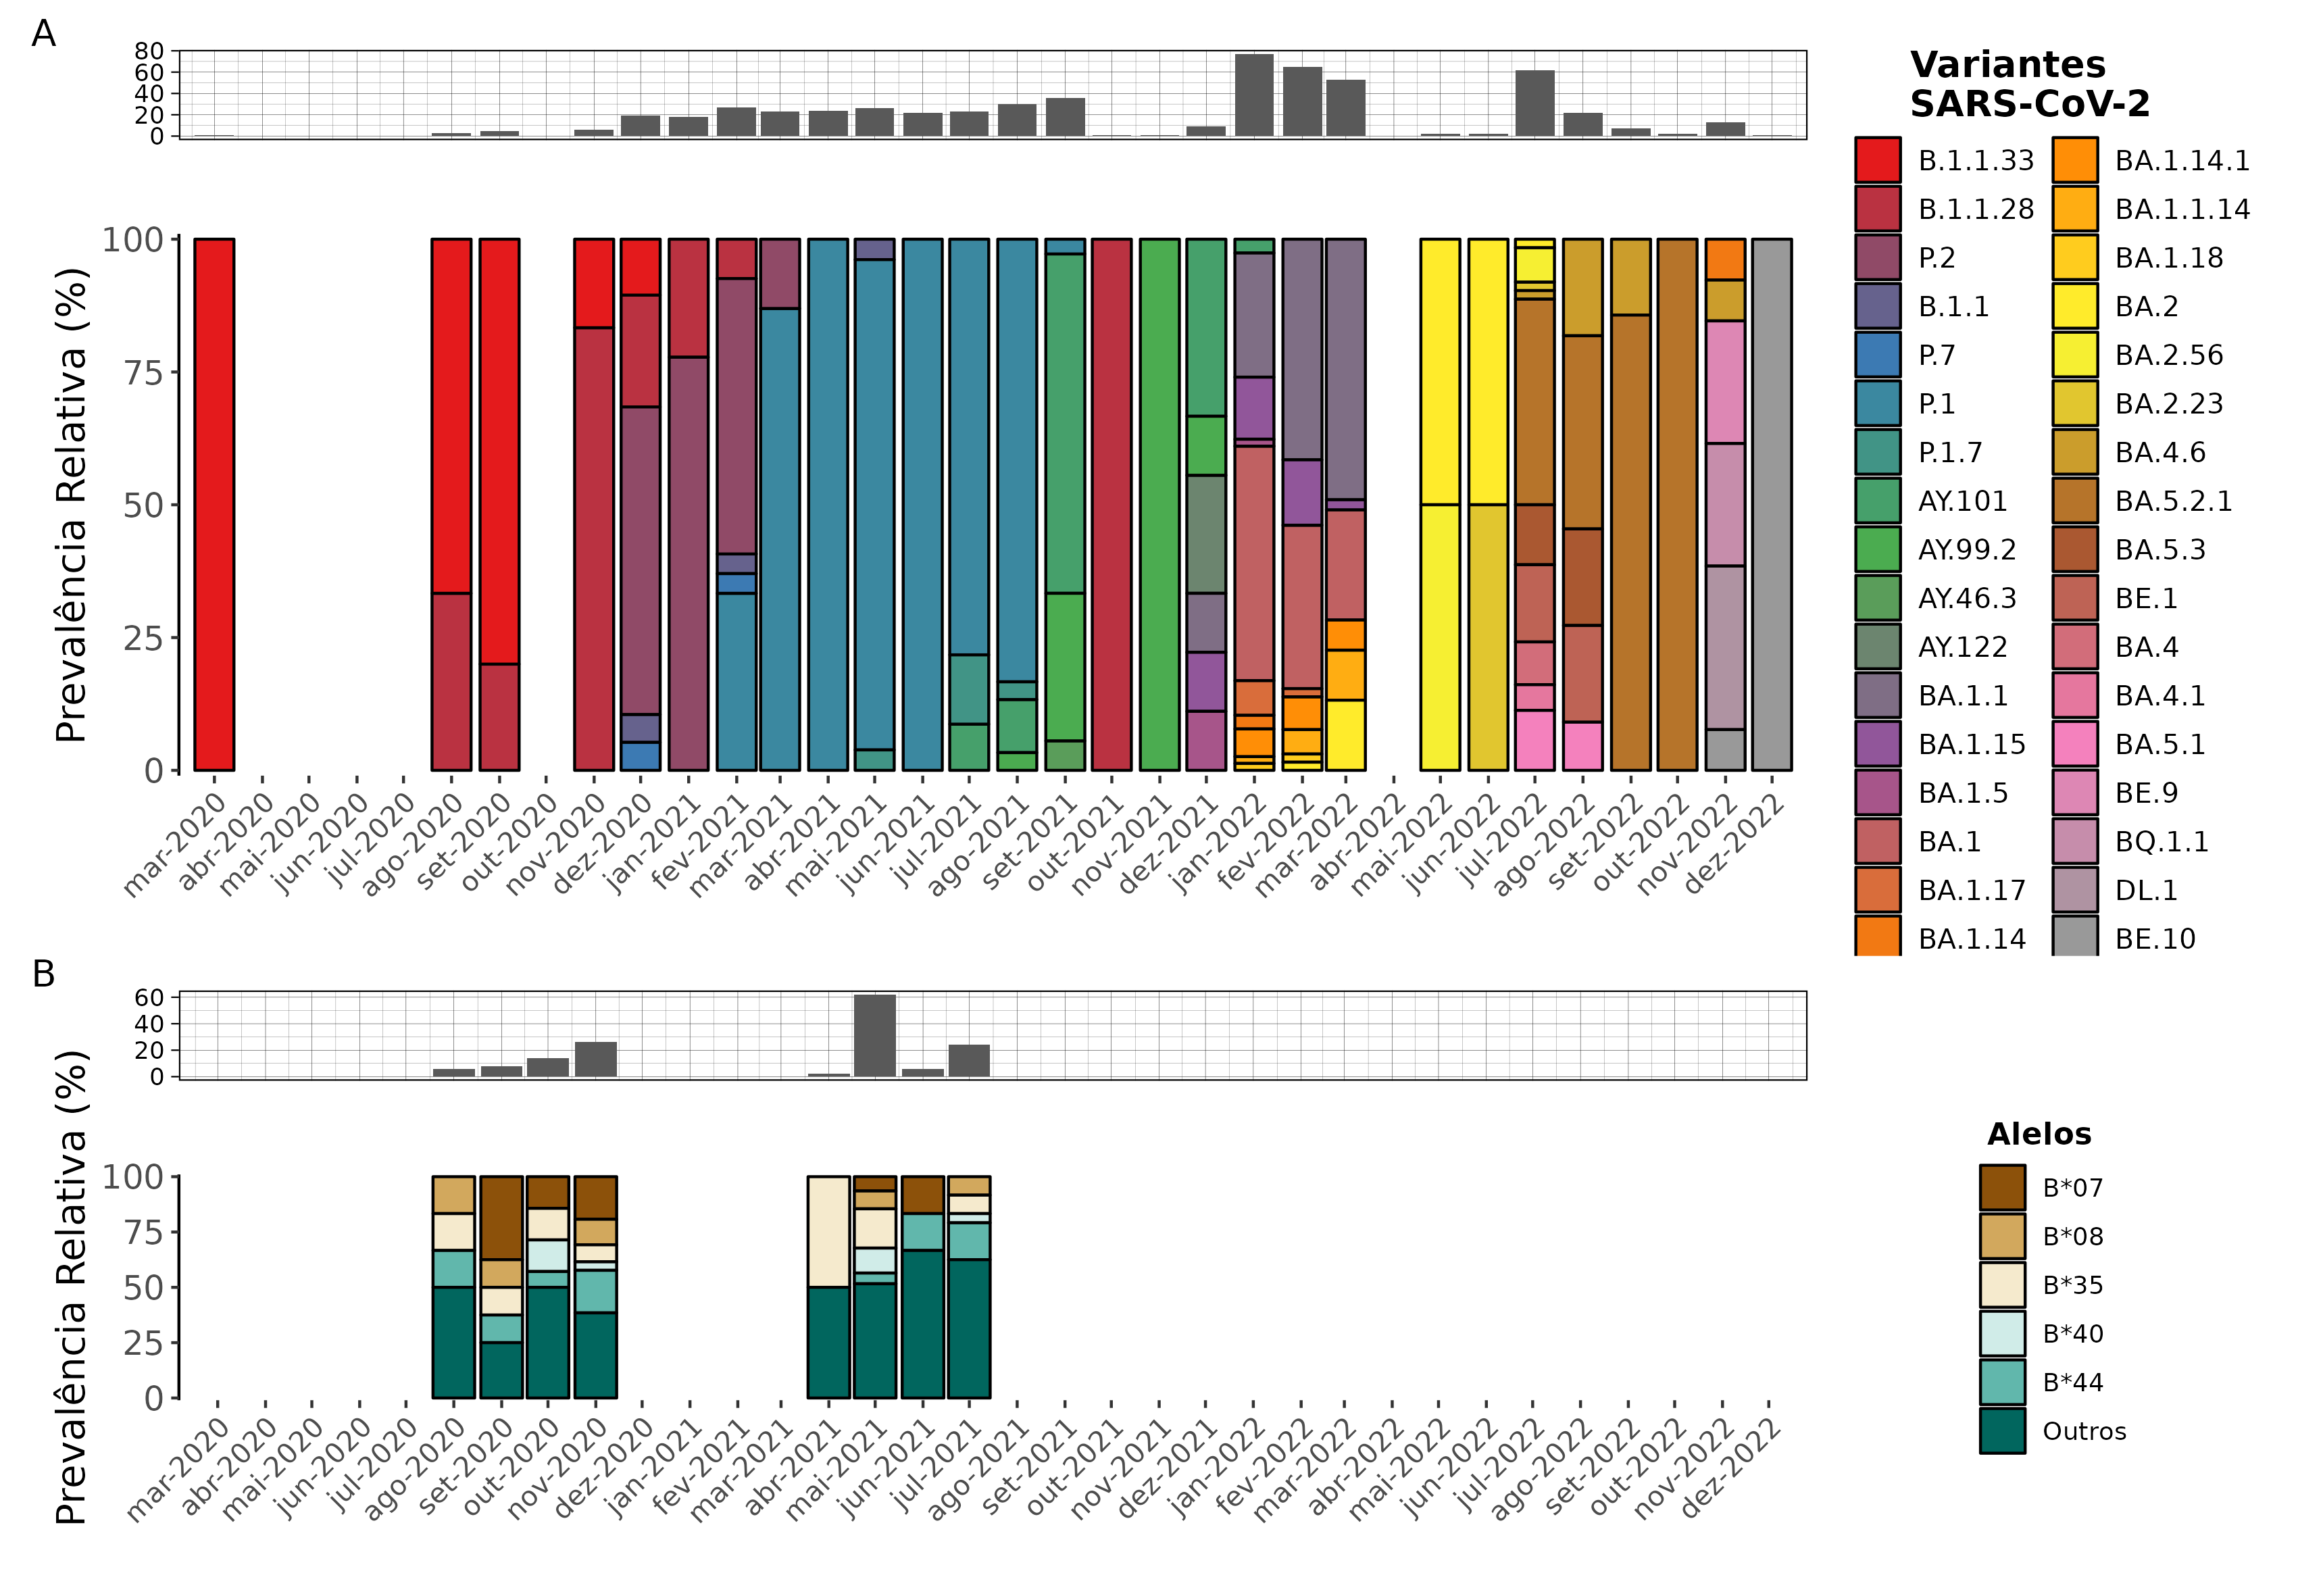 A
80
60
40
20
0
Prevalência Relativa (%)
100
75
50
25
0
mar-2020
abr-2020
mai-2020
jun-2020
jul-2020
ago-2020
set-2020
out-2020
nov-2020
dez-2020
jan-2021
fev-2021
mar-2021
abr-2021
mai-2021
jun-2021
jul-2021
ago-2021
set-2021
out-2021
nov-2021
dez-2021
jan-2022
fev-2022
mar-2022
abr-2022
mai-2022
jun-2022
jul-2022
ago-2022
set-2022
out-2022
nov-2022
dez-2022
Variantes
SARS-CoV-2
B.1.1.33
B.1.1.28
P.2
B.1.1
P.7
P.1
P.1.7
AY.101
AY.99.2
AY.46.3
AY.122
BA.1.1
BA.1.15
BA.1.5
BA.1
BA.1.17
BA.1.14
BA.1.14.1
BA.1.1.14
BA.1.18
BA.2
BA.2.56
BA.2.23
BA.4.6
BA.5.2.1
BA.5.3
BE.1
BA.4
BA.4.1
BA.5.1
BE.9
BQ.1.1
DL.1
BE.10
B
60
40
20
0
Prevalência Relativa (%)
100
75
50
25
0
mar-2020
abr-2020
mai-2020
jun-2020
jul-2020
ago-2020
set-2020
out-2020
nov-2020
dez-2020
jan-2021
fev-2021
mar-2021
abr-2021
mai-2021
jun-2021
jul-2021
ago-2021
set-2021
out-2021
nov-2021
dez-2021
jan-2022
fev-2022
mar-2022
abr-2022
mai-2022
jun-2022
jul-2022
ago-2022
set-2022
out-2022
nov-2022
dez-2022
Alelos
B*07
B*08
B*35
B*40
B*44
Outros